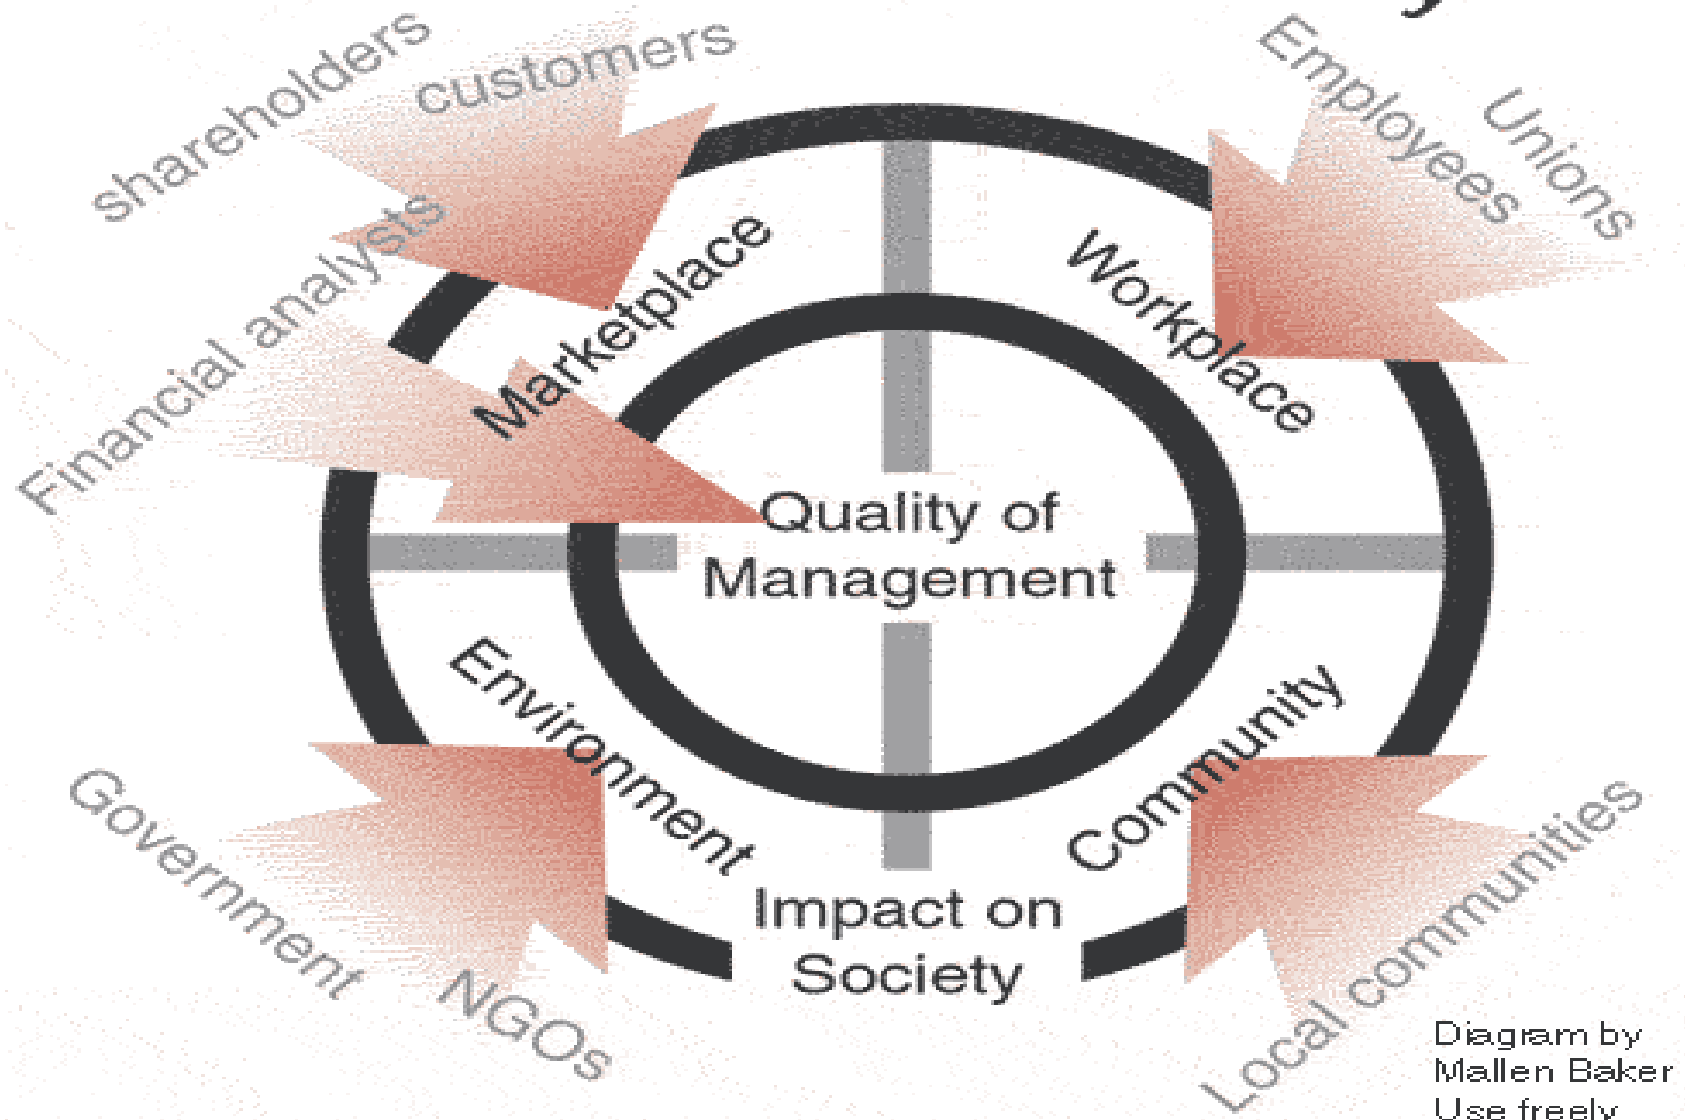 shareholders
customers
Employees
Unions
Financial analysts
Marketplace
Workplace
Quality of
Management
Environment
Community
Impact on
Society
Government
NGOs
Local communities
Diagram by
Mallen Baker
Use freely